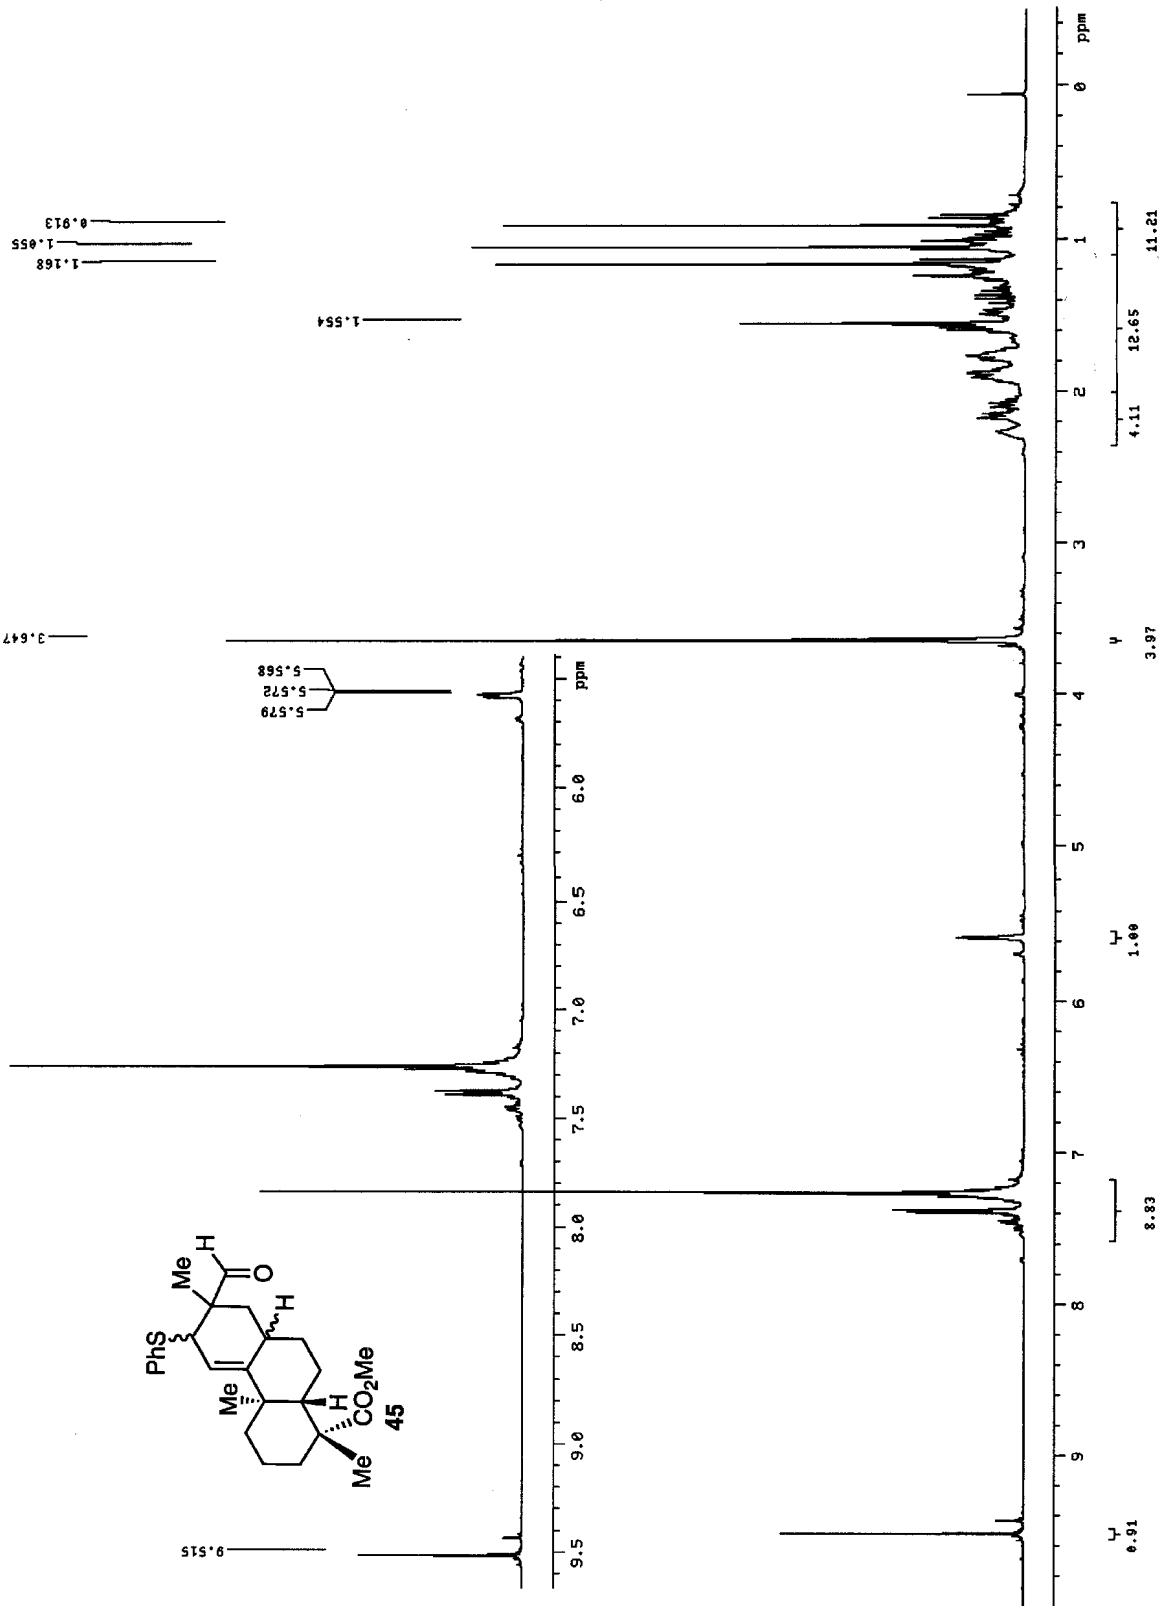 9.515
5.579
5.572
5.568
3.647
1.554
1.168
1.055
0.913
PhS
Me
H
O
Me
H
H
CO2Me
Me
45
9.5 9.0 8.5 8.0 7.5 7.0 6.5 6.0 ppm
9 8 7 6 5 4 3 2 1 0 ppm
0.91 8.83 1.00 3.97 4.11 12.65 11.21